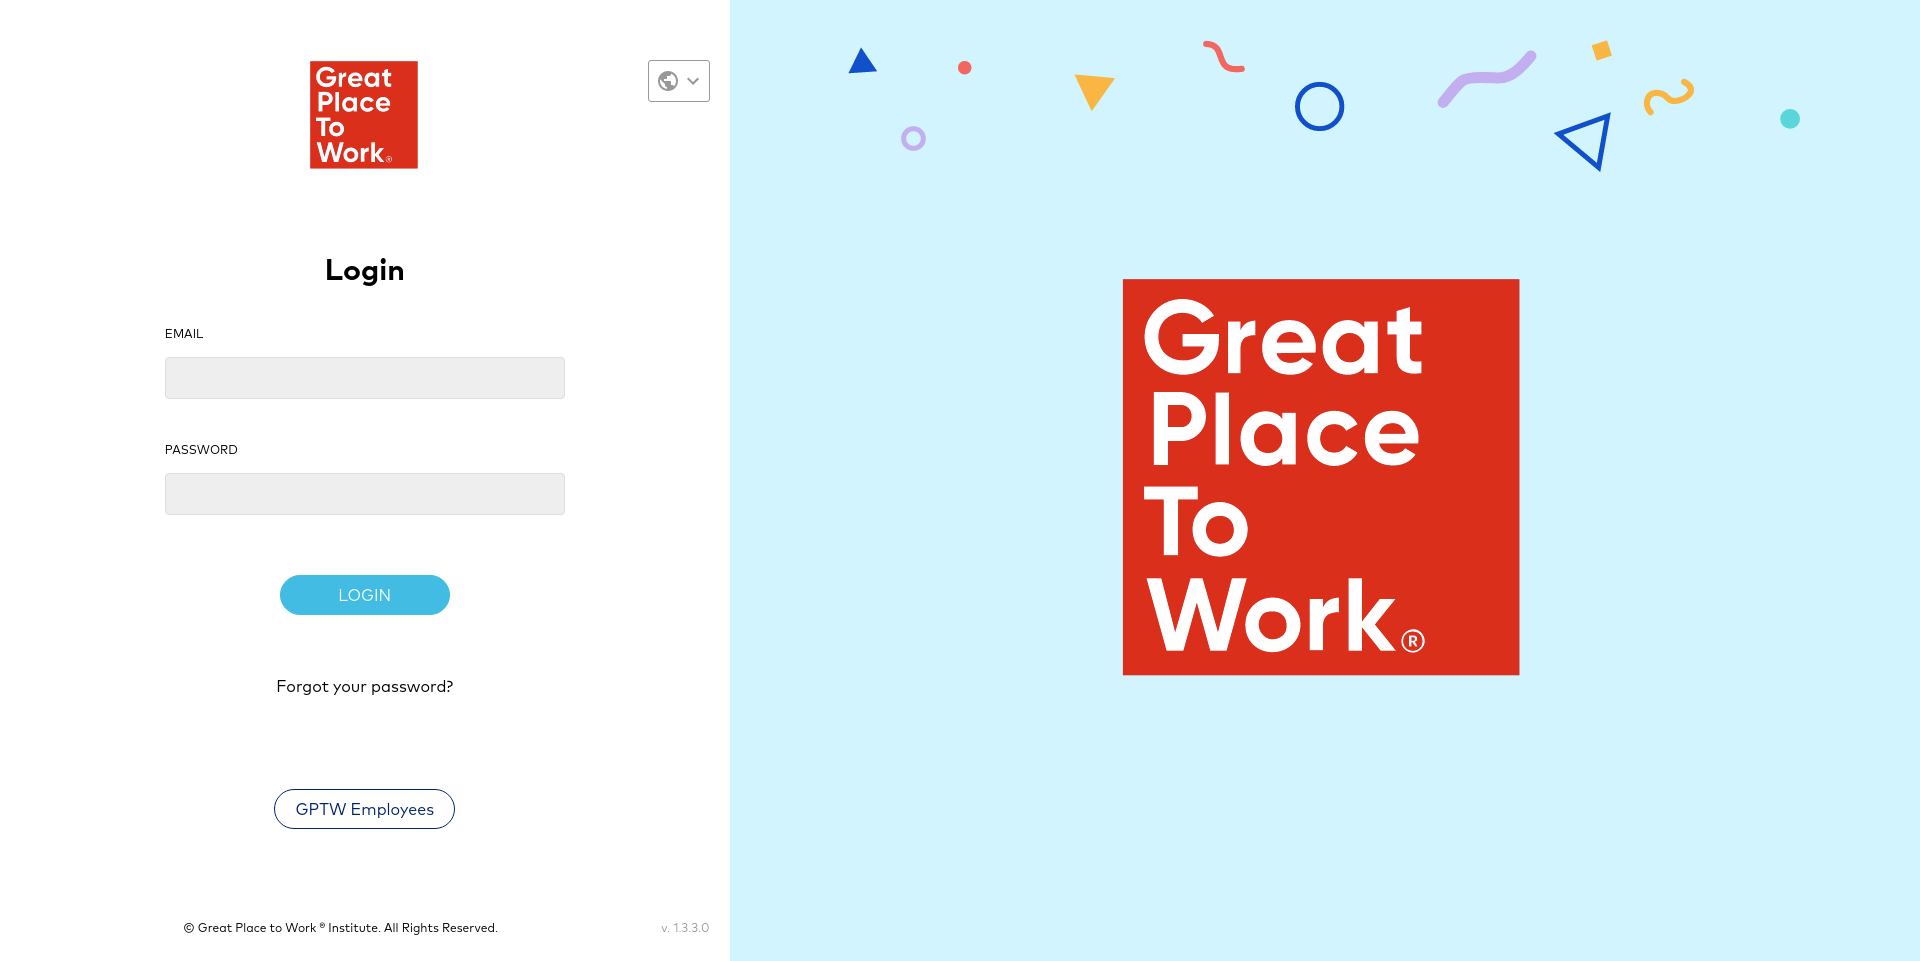 Great
Place
To
Work®
Login
EMAIL
PASSWORD
LOGIN
Forgot your password?
GPTW Employees
© Great Place to Work ® Institute. All Rights Reserved.
v. 1.3.3.0
Great
Place
To
Work®